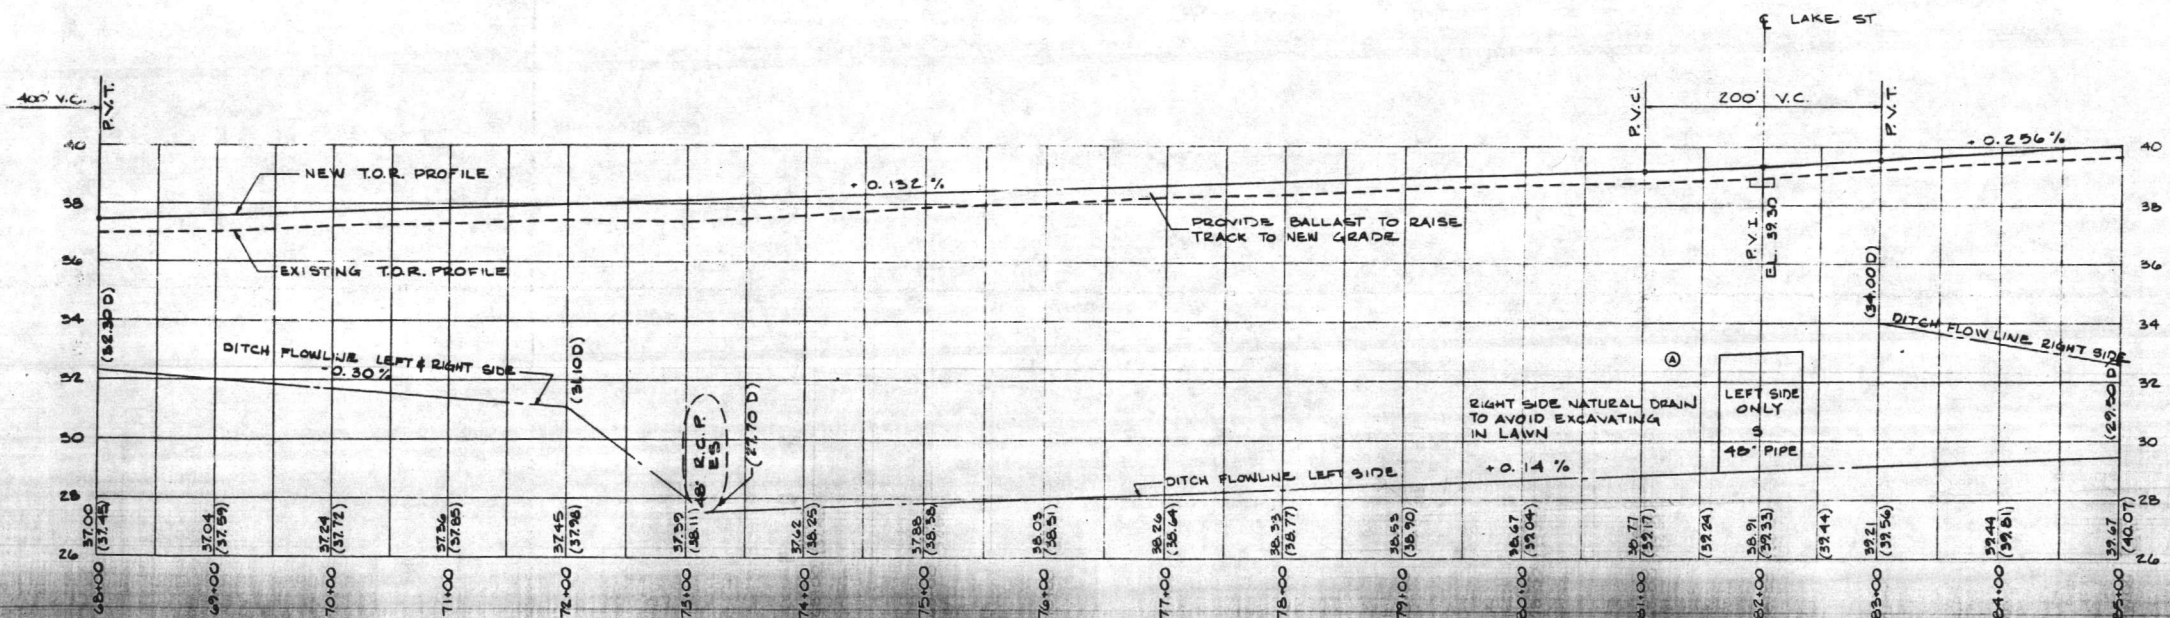 ℄ LAKE ST
400' V.C.
P.V.T.
P.V.C.
200' V.C.
P.V.T.
40
38
36
34
32
30
28
26
NEW T.O.R. PROFILE
EXISTING T.O.R. PROFILE
+0.132 %
+0.256 %
PROVIDE BALLAST TO RAISE
TRACK TO NEW GRADE
P.V.I.
EL. 39.30
(32.30 D)
DITCH FLOWLINE LEFT & RIGHT SIDE
-0.30%
(31.10D)
48" R.C.P.
ES
(27.70 D)
DITCH FLOWLINE LEFT SIDE
+0.14 %
RIGHT SIDE NATURAL DRAIN
TO AVOID EXCAVATING
IN LAWN
Ⓐ
LEFT SIDE
ONLY
48" PIPE
(34.00D)
DITCH FLOW LINE RIGHT SIDE
(29.50D)
40
38
36
34
32
30
28
26
37.00
(37.45)
37.04
(37.59)
37.24
(37.72)
37.36
(37.85)
37.45
(37.98)
37.39
(38.11)
37.62
(38.25)
37.88
(38.38)
38.03
(38.51)
38.26
(38.64)
38.33
(38.77)
38.53
(38.90)
38.67
(39.04)
38.77
(39.17)
(39.24)
38.91
(39.33)
(39.44)
39.21
(39.56)
39.44
(39.81)
39.67
(40.07)
68+00
69+00
70+00
71+00
72+00
73+00
74+00
75+00
76+00
77+00
78+00
79+00
80+00
81+00
82+00
83+00
84+00
85+00